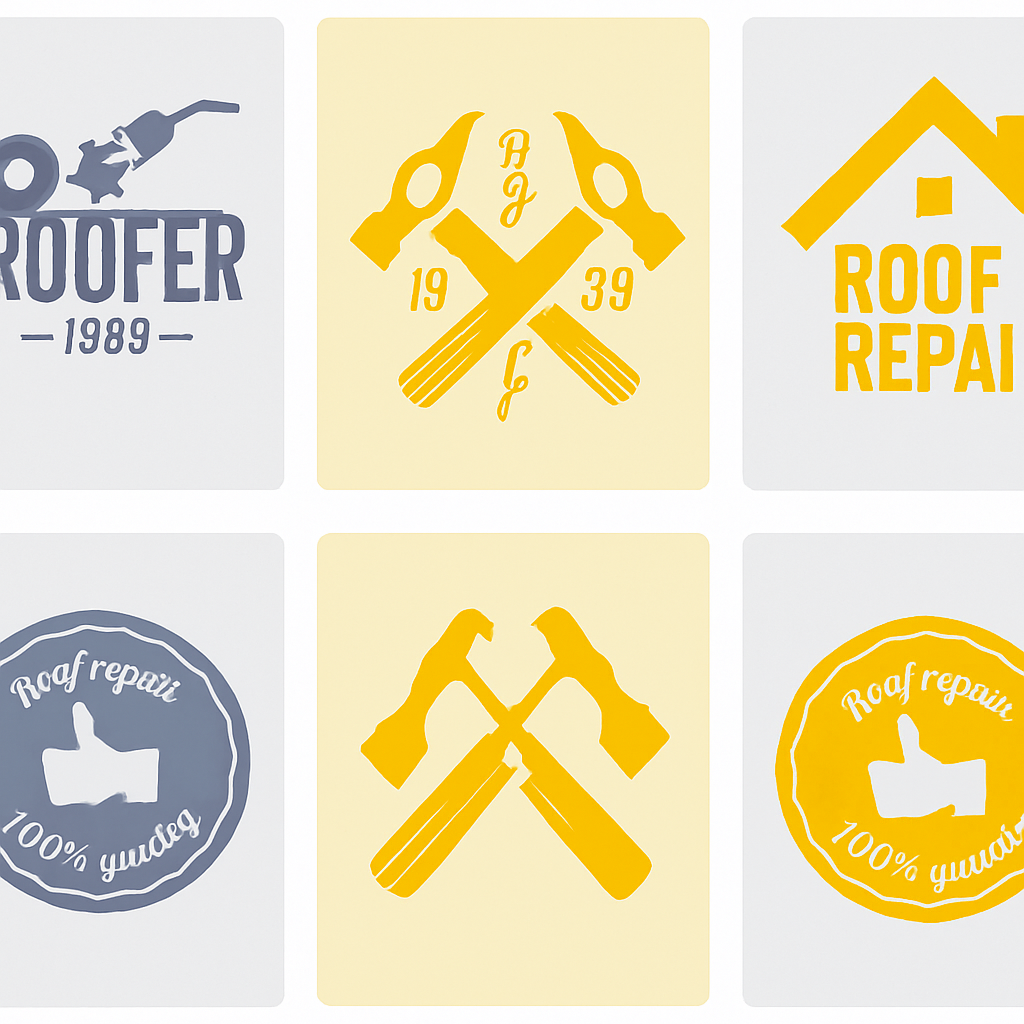 ROOFER
— 1989 —
19 39
ROOF
REPAI
Roaf repair
100%
Roaf repair,
100%